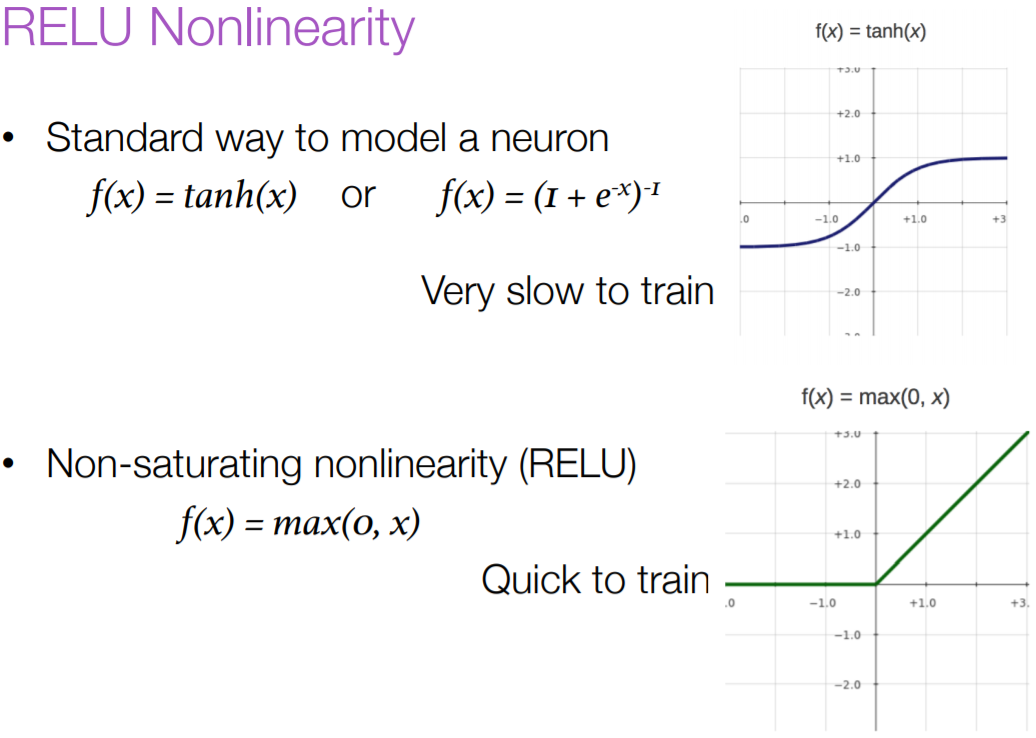 RELU Nonlinearity
• Standard way to model a neuron
f(x) = tanh(x) or f(x) = (1 + e⁻ˣ)⁻¹
Very slow to train
f(x) = tanh(x)
+3.0
+2.0
+1.0
.0 −1.0 +1.0 +3
−1.0
−2.0
• Non-saturating nonlinearity (RELU)
f(x) = max(0, x)
Quick to train
f(x) = max(0, x)
+3.0
+2.0
+1.0
.0 −1.0 +1.0 +3.
−1.0
−2.0